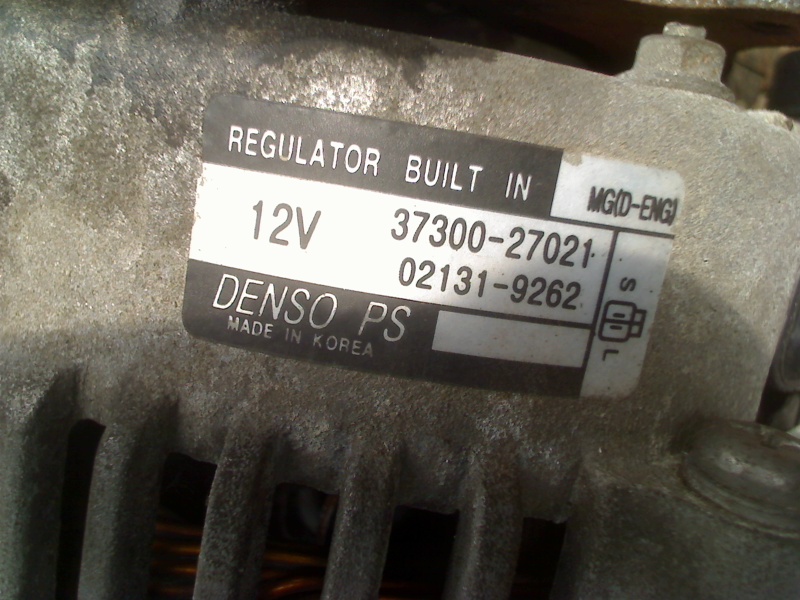 REGULATOR BUILT IN
MG(D-ENG)
12V 37300-27021
02131-9262
S
L
DENSO PS
MADE IN KOREA